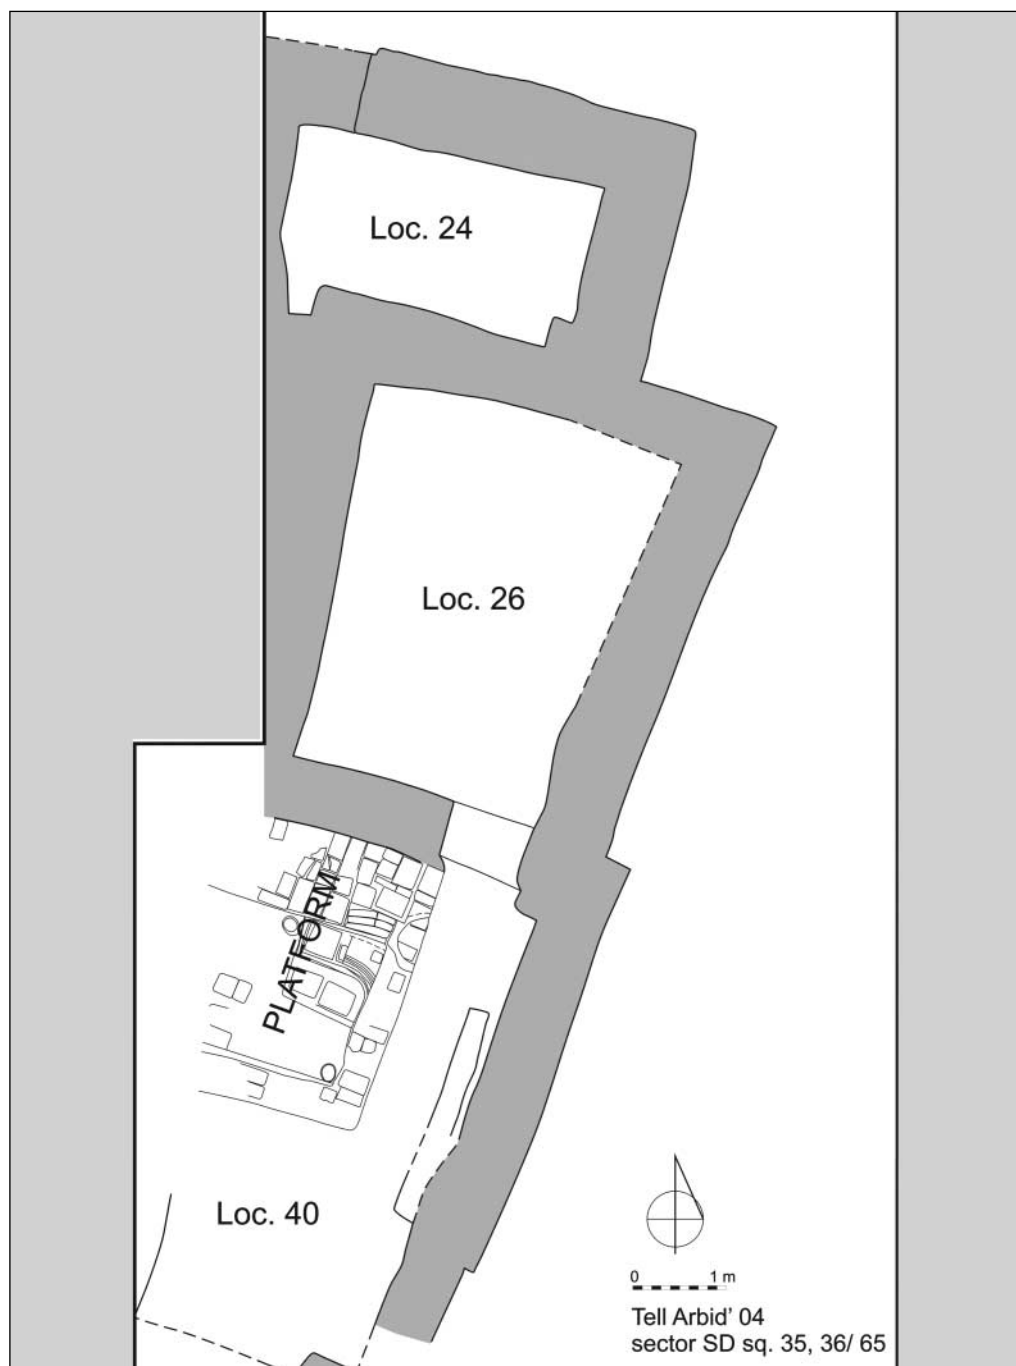 Loc. 24
Loc. 26
PLATFORM
Loc. 40
0 1 m
Tell Arbid' 04
sector SD sq. 35, 36/ 65